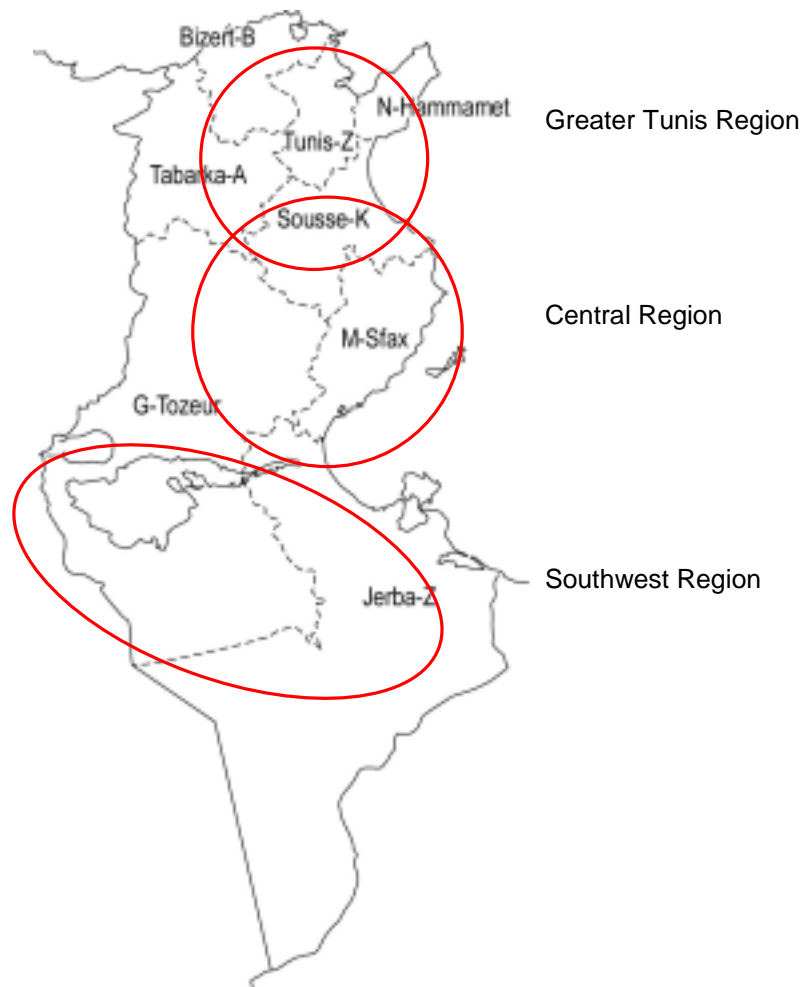 Bizert-B
N-Hammamet
Greater Tunis Region
Tunis-Z
Tabarka-A
Sousse-K
Central Region
M-Sfax
G-Tozeur
Southwest Region
Jerba-Z